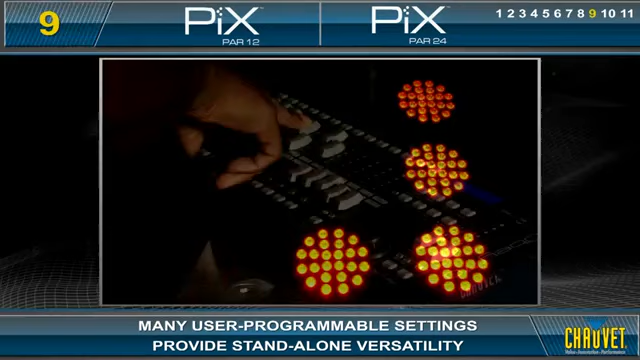 9
PiX
PAR 12
PiX
PAR 24
1 2 3 4 5 6 7 8 9 10 11
MANY USER-PROGRAMMABLE SETTINGS
PROVIDE STAND-ALONE VERSATILITY
CHAUVET